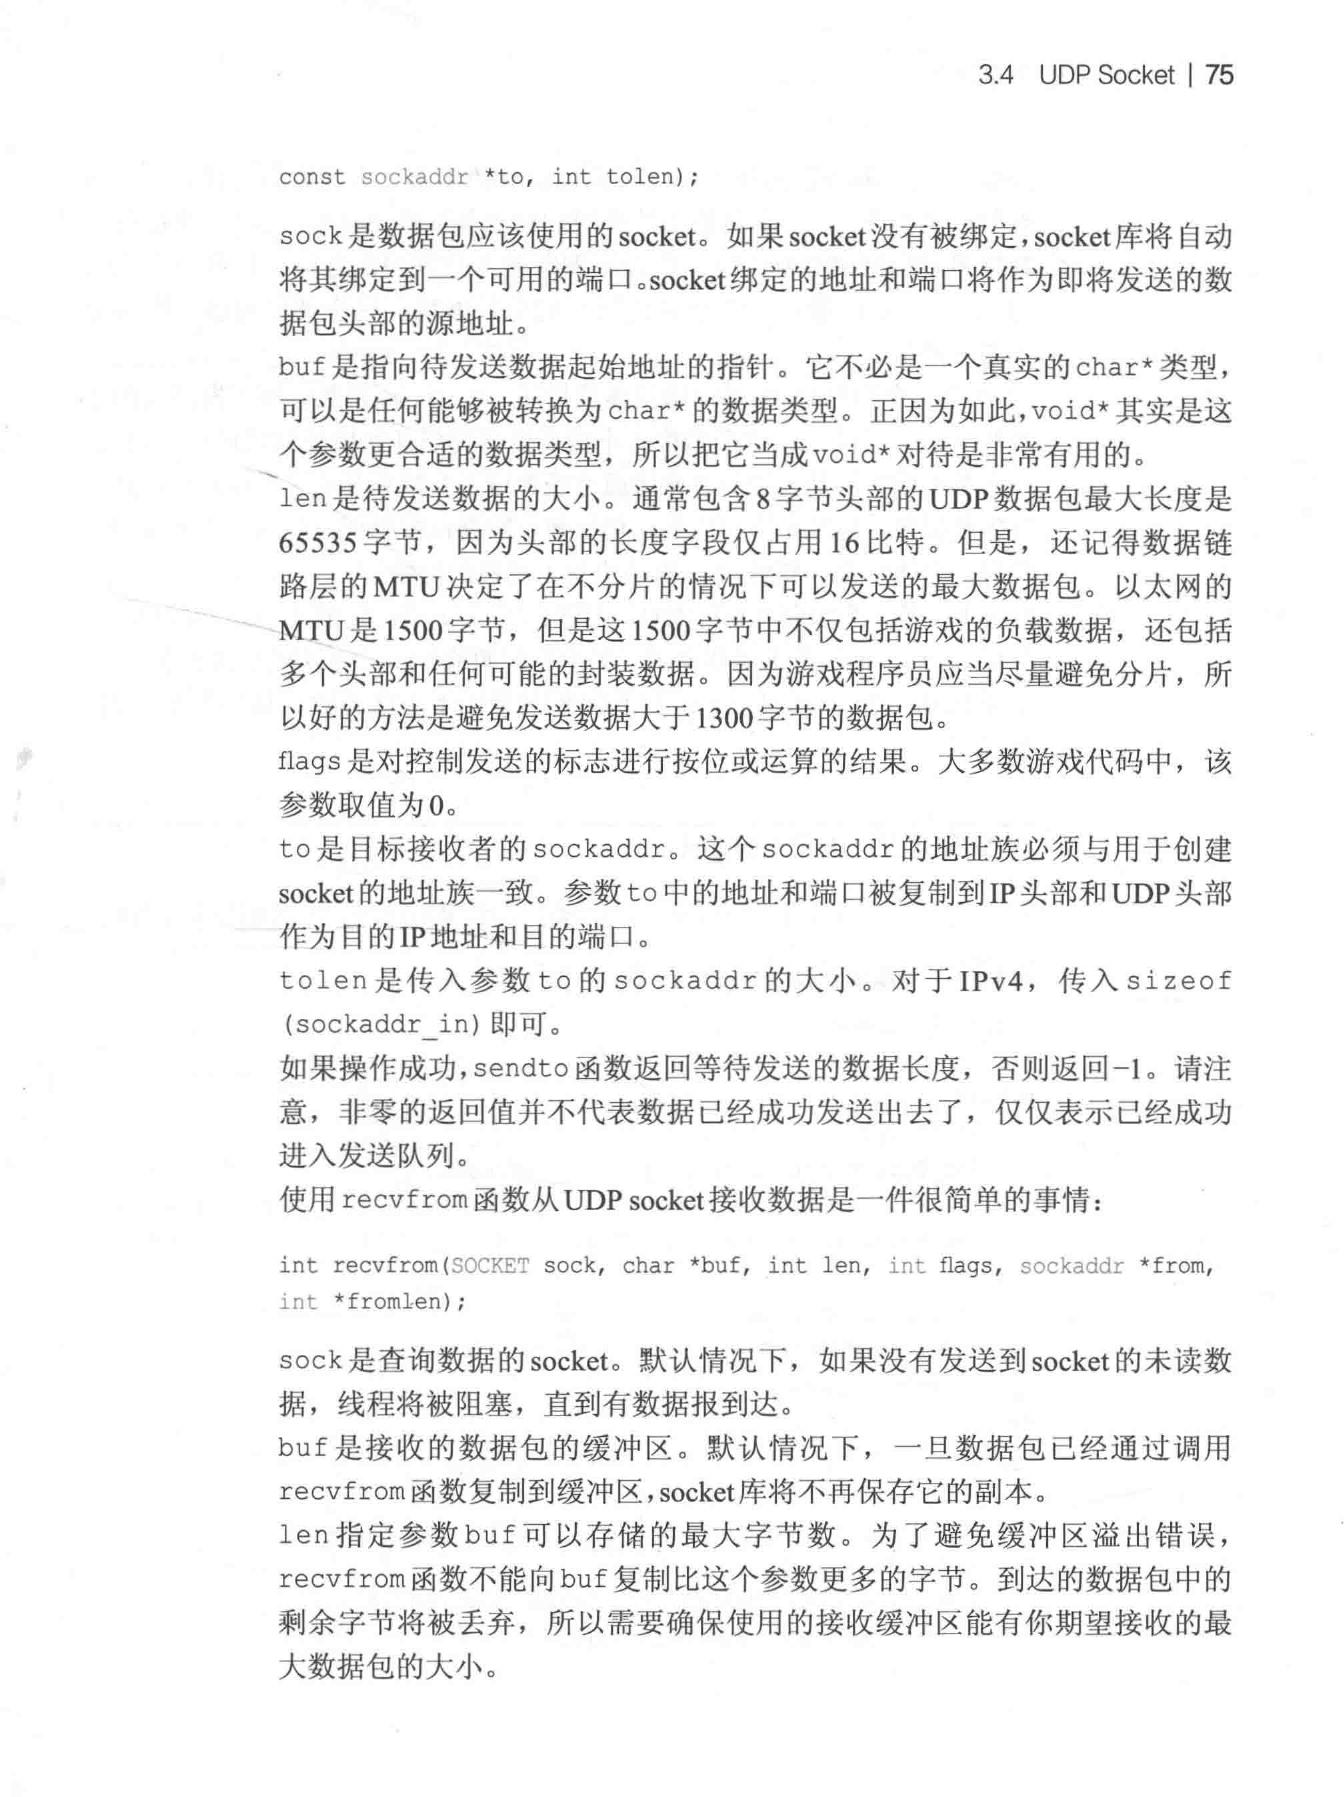 3.4 UDP Socket | 75
const sockaddr *to, int tolen);
sock是数据包应该使用的socket。如果socket没有被绑定,socket库将自动
将其绑定到一个可用的端口。socket绑定的地址和端口将作为即将发送的数
据包头部的源地址。
buf是指向待发送数据起始地址的指针。它不必是一个真实的char*类型，
可以是任何能够被转换为char*的数据类型。正因为如此,void*其实是这
个参数更合适的数据类型，所以把它当成void*对待是非常有用的。
len是待发送数据的大小。通常包含8字节头部的UDP数据包最大长度是
65535字节，因为头部的长度字段仅占用16比特。但是，还记得数据链
路层的MTU决定了在不分片的情况下可以发送的最大数据包。以太网的
MTU是1500字节，但是这1500字节中不仅包括游戏的负载数据，还包括
多个头部和任何可能的封装数据。因为游戏程序员应当尽量避免分片，所
以好的方法是避免发送数据大于1300字节的数据包。
flags是对控制发送的标志进行按位或运算的结果。大多数游戏代码中，该
参数取值为0。
to是目标接收者的sockaddr。这个sockaddr的地址族必须与用于创建
socket的地址族一致。参数to中的地址和端口被复制到IP头部和UDP头部
作为目的IP地址和目的端口。
tolen是传入参数to的sockaddr的大小。对于IPv4，传入sizeof
(sockaddr_in)即可。
如果操作成功,sendto函数返回等待发送的数据长度，否则返回-1。请注
意，非零的返回值并不代表数据已经成功发送出去了，仅仅表示已经成功
进入发送队列。
使用recvfrom函数从UDP socket接收数据是一件很简单的事情：
int recvfrom(SOCKET sock, char *buf, int len, int flags, sockaddr *from,
int *fromlen);
sock是查询数据的socket。默认情况下，如果没有发送到socket的未读数
据，线程将被阻塞，直到有数据报到达。
buf是接收的数据包的缓冲区。默认情况下，一旦数据包已经通过调用
recvfrom函数复制到缓冲区,socket库将不再保存它的副本。
len指定参数buf可以存储的最大字节数。为了避免缓冲区溢出错误，
recvfrom函数不能向buf复制比这个参数更多的字节。到达的数据包中的
剩余字节将被丢弃，所以需要确保使用的接收缓冲区能有你期望接收的最
大数据包的大小。